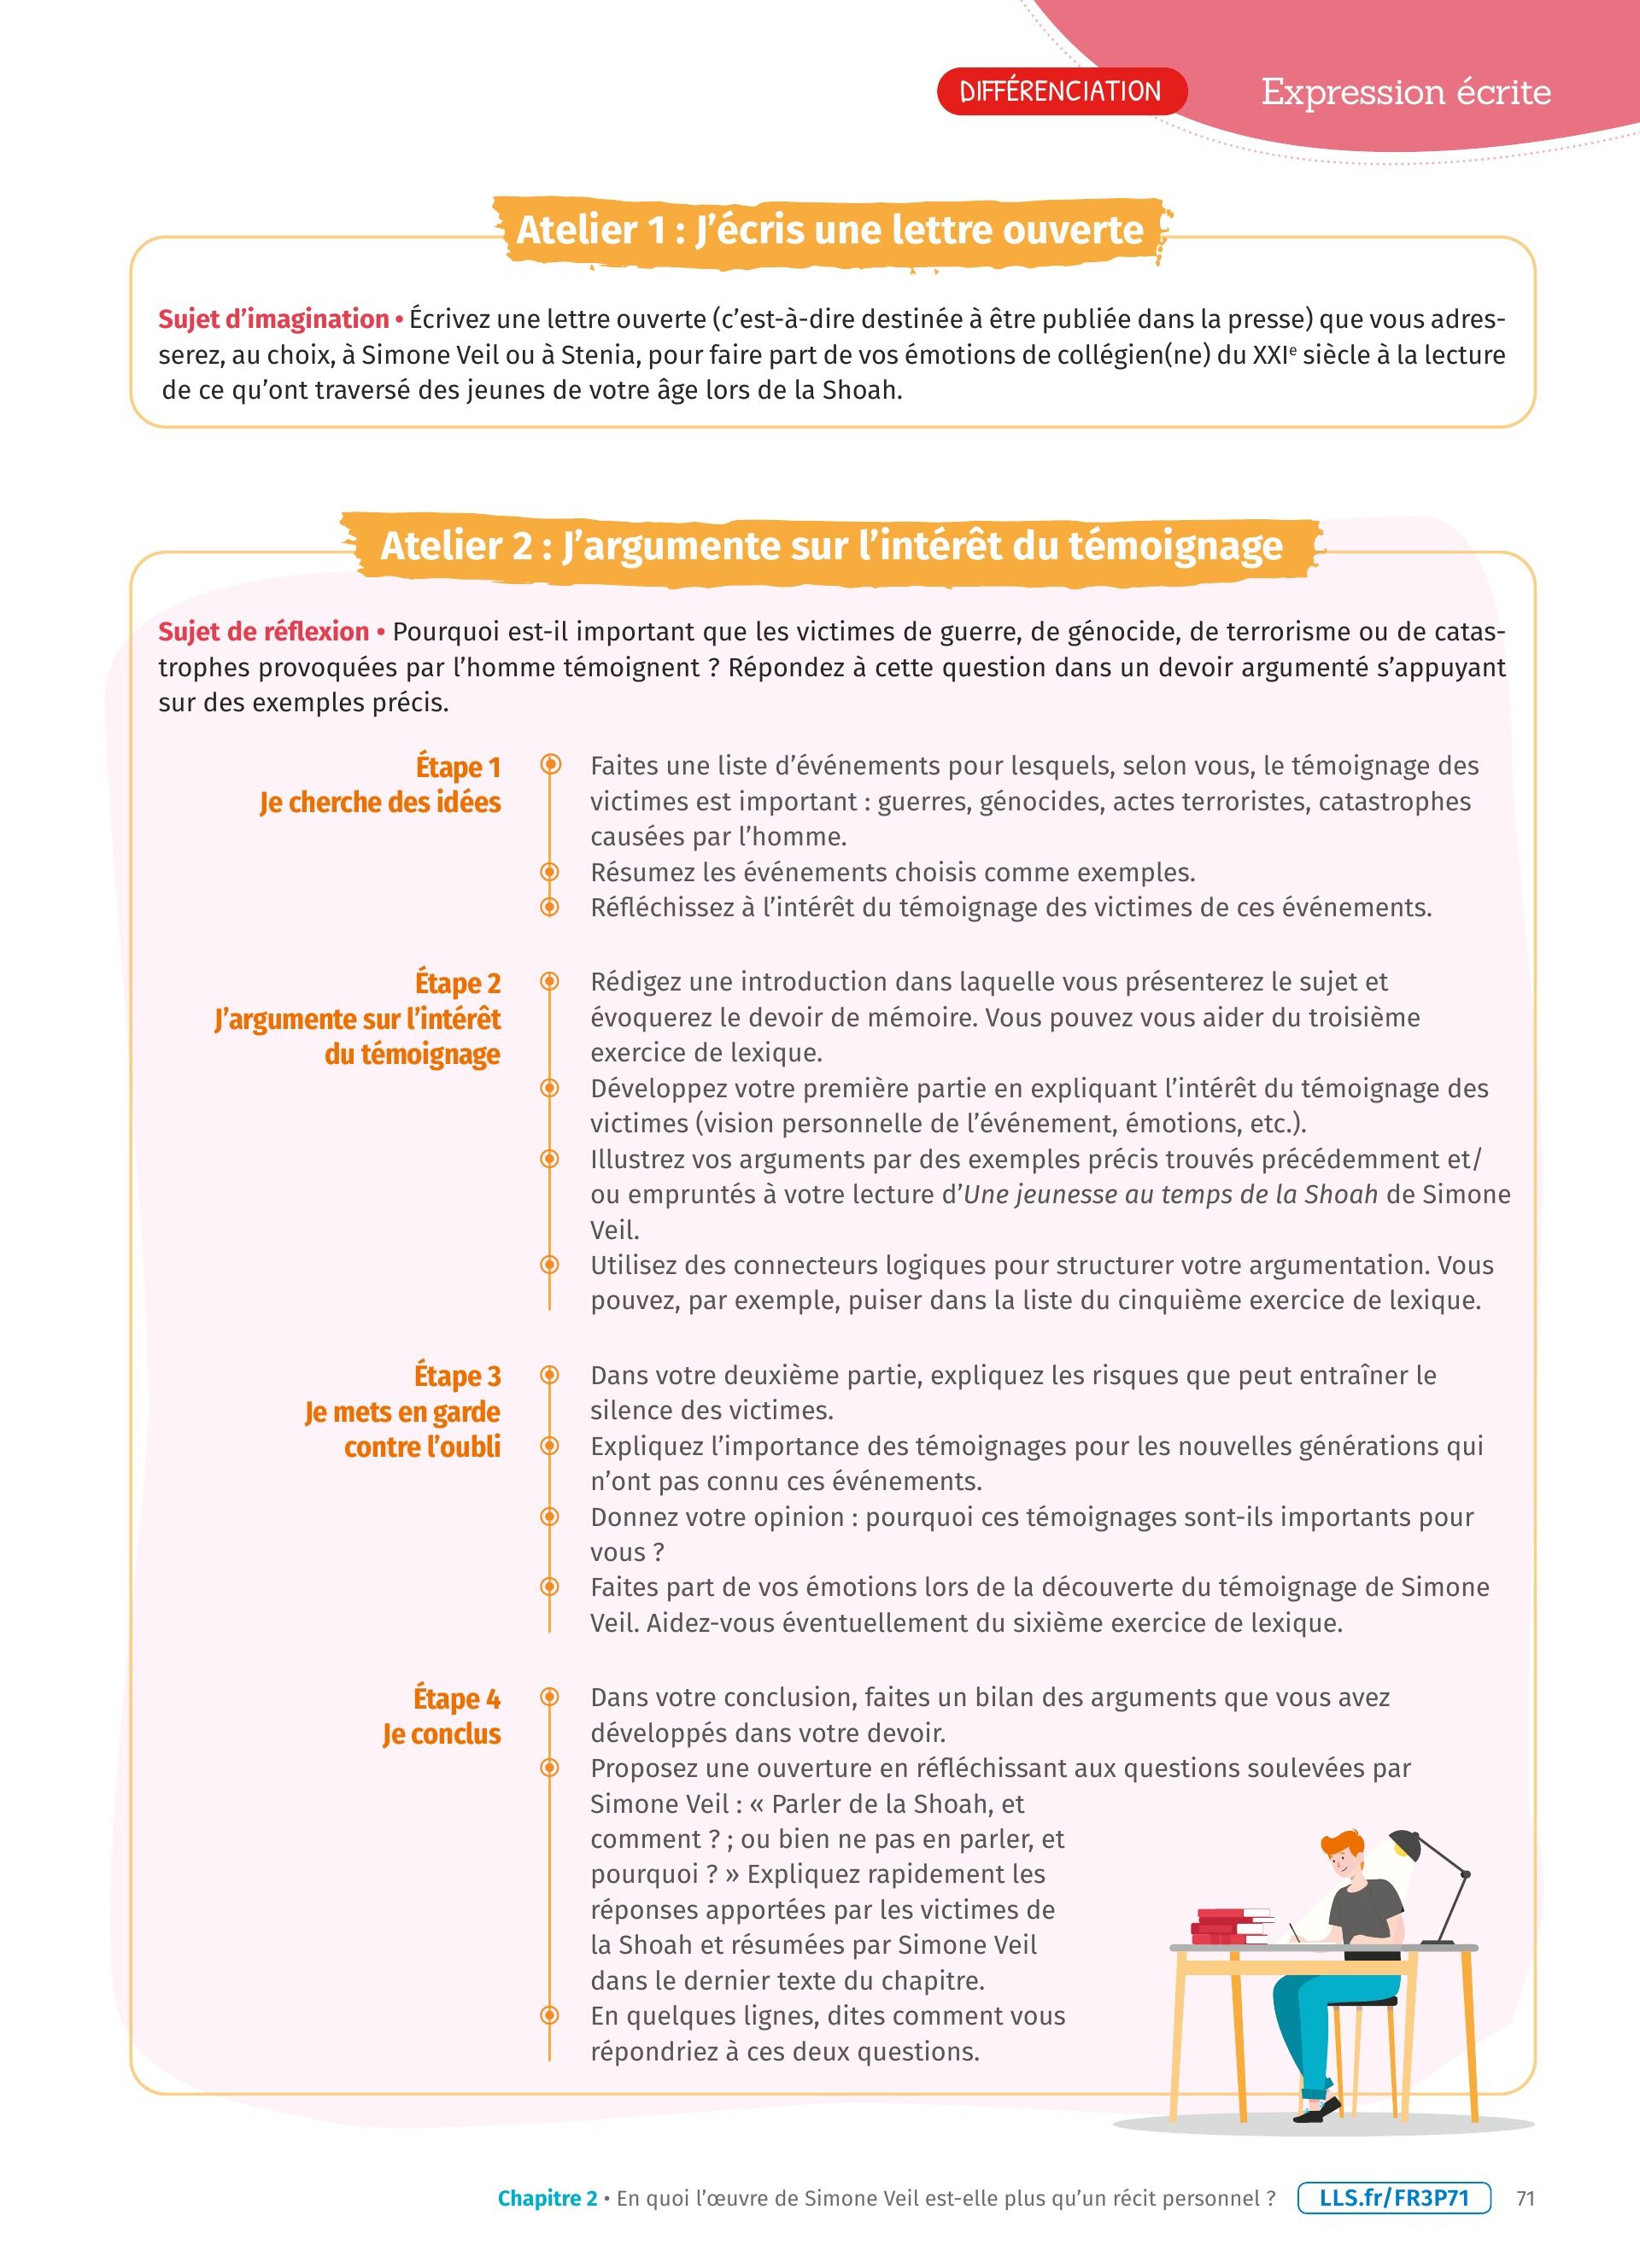 DIFFÉRENCIATION
Expression écrite
Atelier 1 : J’écris une lettre ouverte
Sujet d’imagination • Écrivez une lettre ouverte (c’est-à-dire destinée à être publiée dans la presse) que vous adres-
serez, au choix, à Simone Veil ou à Stenia, pour faire part de vos émotions de collégien(ne) du XXIe siècle à la lecture
de ce qu’ont traversé des jeunes de votre âge lors de la Shoah.
Atelier 2 : J’argumente sur l’intérêt du témoignage
Sujet de réflexion • Pourquoi est-il important que les victimes de guerre, de génocide, de terrorisme ou de catas-
trophes provoquées par l’homme témoignent ? Répondez à cette question dans un devoir argumenté s’appuyant
sur des exemples précis.
Étape 1
Je cherche des idées
Faites une liste d’événements pour lesquels, selon vous, le témoignage des
victimes est important : guerres, génocides, actes terroristes, catastrophes
causées par l’homme.
Résumez les événements choisis comme exemples.
Réfléchissez à l’intérêt du témoignage des victimes de ces événements.
Étape 2
J’argumente sur l’intérêt
du témoignage
Rédigez une introduction dans laquelle vous présenterez le sujet et
évoquerez le devoir de mémoire. Vous pouvez vous aider du troisième
exercice de lexique.
Développez votre première partie en expliquant l’intérêt du témoignage des
victimes (vision personnelle de l’événement, émotions, etc.).
Illustrez vos arguments par des exemples précis trouvés précédemment et/
ou empruntés à votre lecture d’Une jeunesse au temps de la Shoah de Simone
Veil.
Utilisez des connecteurs logiques pour structurer votre argumentation. Vous
pouvez, par exemple, puiser dans la liste du cinquième exercice de lexique.
Étape 3
Je mets en garde
contre l’oubli
Dans votre deuxième partie, expliquez les risques que peut entraîner le
silence des victimes.
Expliquez l’importance des témoignages pour les nouvelles générations qui
n’ont pas connu ces événements.
Donnez votre opinion : pourquoi ces témoignages sont-ils importants pour
vous ?
Faites part de vos émotions lors de la découverte du témoignage de Simone
Veil. Aidez-vous éventuellement du sixième exercice de lexique.
Étape 4
Je conclus
Dans votre conclusion, faites un bilan des arguments que vous avez
développés dans votre devoir.
Proposez une ouverture en réfléchissant aux questions soulevées par
Simone Veil : « Parler de la Shoah, et
comment ? ; ou bien ne pas en parler, et
pourquoi ? » Expliquez rapidement les
réponses apportées par les victimes de
la Shoah et résumées par Simone Veil
dans le dernier texte du chapitre.
En quelques lignes, dites comment vous
répondriez à ces deux questions.
Chapitre 2 • En quoi l’œuvre de Simone Veil est-elle plus qu’un récit personnel ? LLS.fr/FR3P71 71